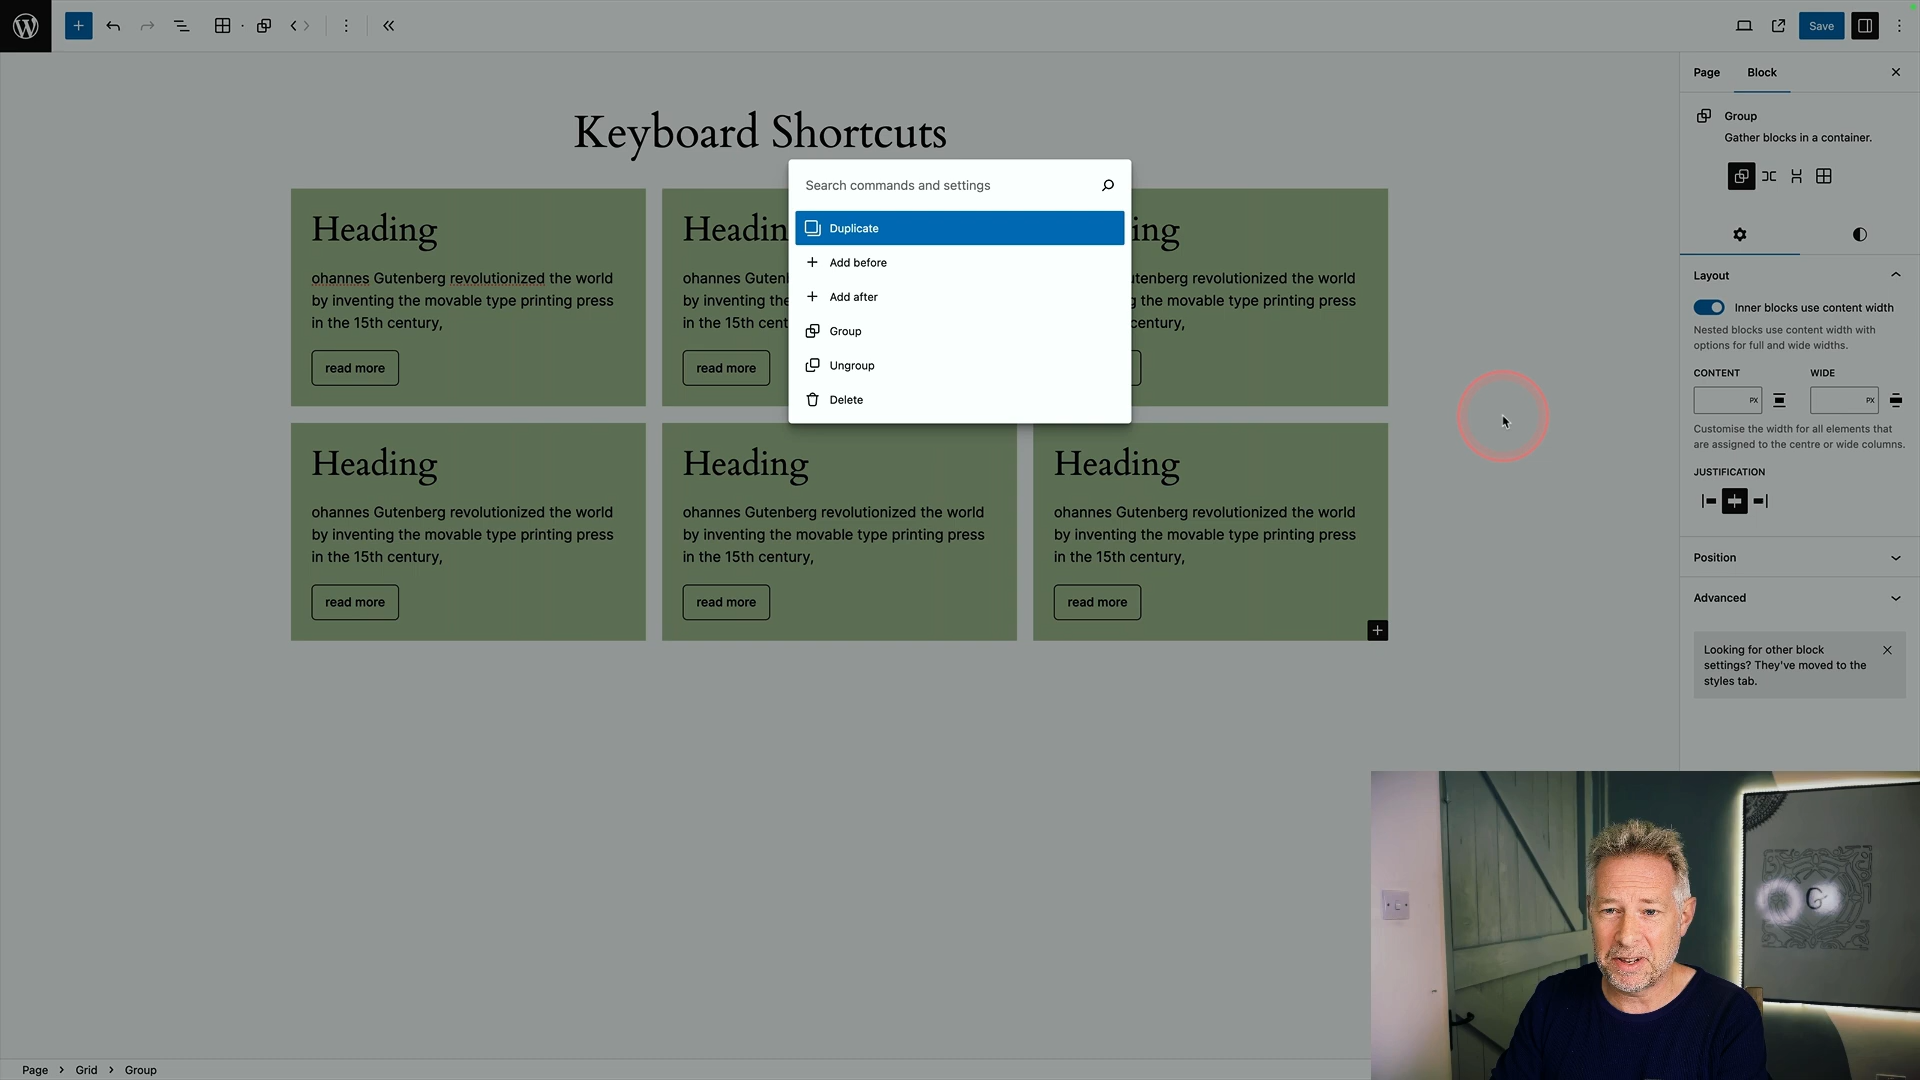 Save
Page
Block
Group
Gather blocks in a container.
Keyboard Shortcuts
Search commands and settings
Duplicate
Add before
Add after
Group
Ungroup
Delete
Heading
ohannes Gutenberg revolutionized the world
by inventing the movable type printing press
in the 15th century,
read more
Headin
ohannes Gutenl
by inventing the
in the 15th cent
read more
ing
utenberg revolutionized the world
g the movable type printing press
entury,
Heading
ohannes Gutenberg revolutionized the world
by inventing the movable type printing press
in the 15th century,
read more
Heading
ohannes Gutenberg revolutionized the world
by inventing the movable type printing press
in the 15th century,
read more
Heading
ohannes Gutenberg revolutionized the world
by inventing the movable type printing press
in the 15th century,
read more
Layout
Inner blocks use content width
Nested blocks use content width with
options for full and wide widths.
CONTENT
WIDE
PX
PX
Customise the width for all elements that
are assigned to the centre or wide columns.
JUSTIFICATION
Position
Advanced
Looking for other block
settings? They've moved to the
styles tab.
G
Page > Grid > Group